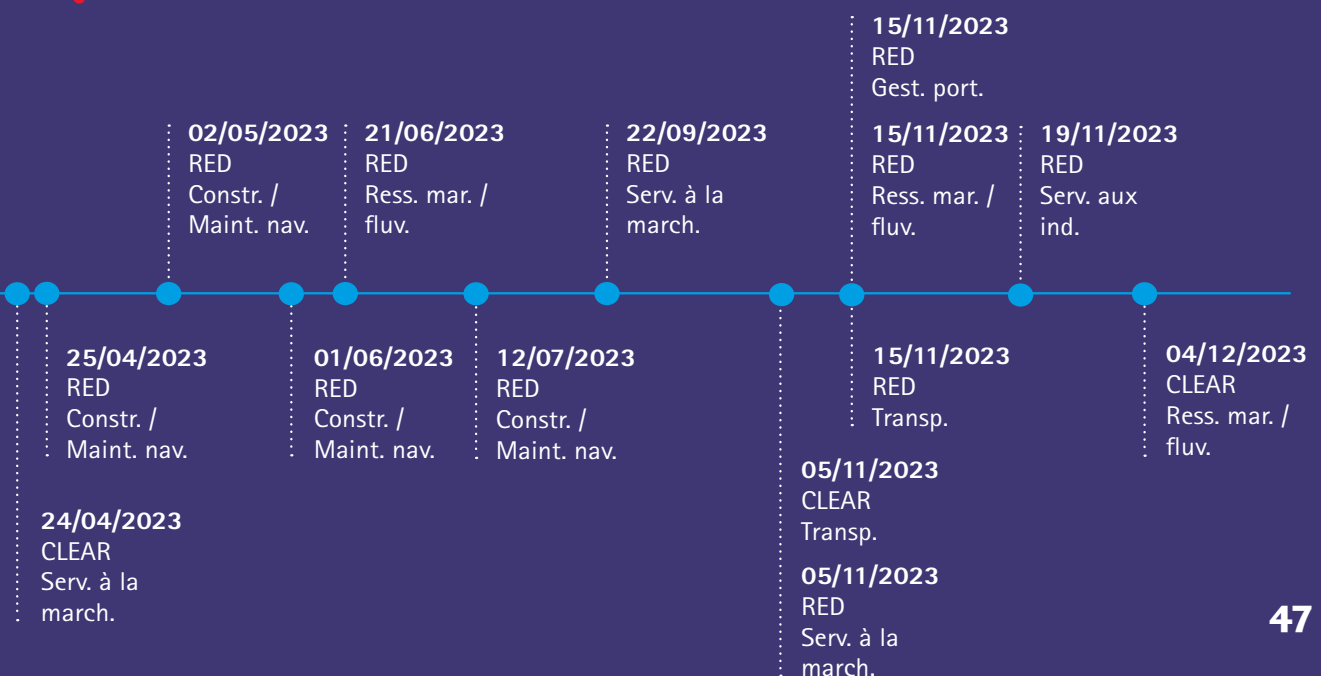 15/11/2023
RED
Gest. port.
02/05/2023
RED
Constr. /
Maint. nav.
21/06/2023
RED
Ress. mar. /
fluv.
22/09/2023
RED
Serv. à la
march.
15/11/2023
RED
Ress. mar. /
fluv.
19/11/2023
RED
Serv. aux
ind.
25/04/2023
RED
Constr. /
Maint. nav.
01/06/2023
RED
Constr. /
Maint. nav.
12/07/2023
RED
Constr. /
Maint. nav.
15/11/2023
RED
Transp.
04/12/2023
CLEAR
Ress. mar. /
fluv.
05/11/2023
CLEAR
Transp.
24/04/2023
CLEAR
Serv. à la
march.
05/11/2023
RED
Serv. à la
march.
47